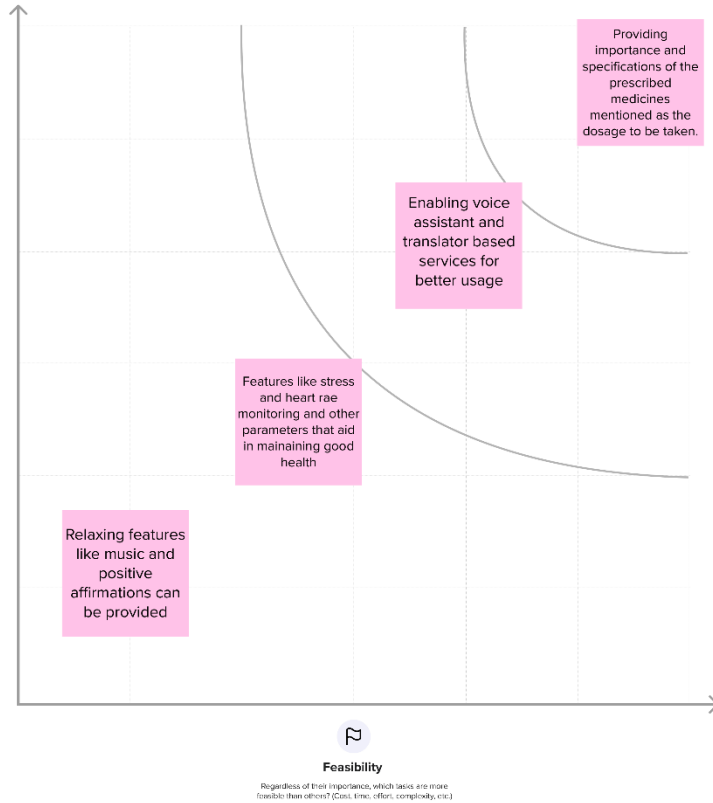 Providing
importance and
specifications of the
prescribed
medicines
mentioned as the
dosage to be taken.
Enabling voice
assistant and
translator based
services for
better usage
Features like stress
and heart rae
monitoring and other
parameters that aid
in mainaining good
health
Relaxing features
like music and
positive
affirmations can
be provided
Feasibility
Regardless of their importance, which tasks are more
feasible than others? (Cost, time, effort, complexity, etc.)